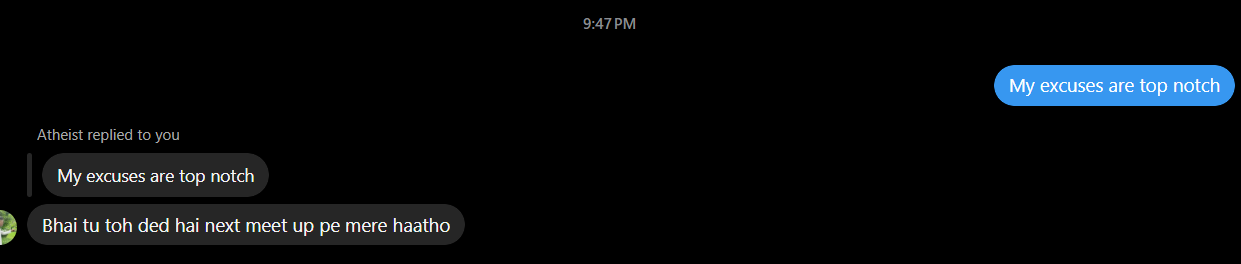 9:47 PM
My excuses are top notch
Atheist replied to you
My excuses are top notch
Bhai tu toh ded hai next meet up pe mere haatho